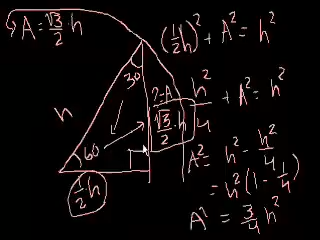 A = √3/2 · h
(1/2 h)² + A² = h²
30
? = A
h²/4 + A² = h²
h
√3/2 · h
60
A² = h² - h²/4
= h² (1 - 1/4)
1/2 h
A² = 3/4 h²